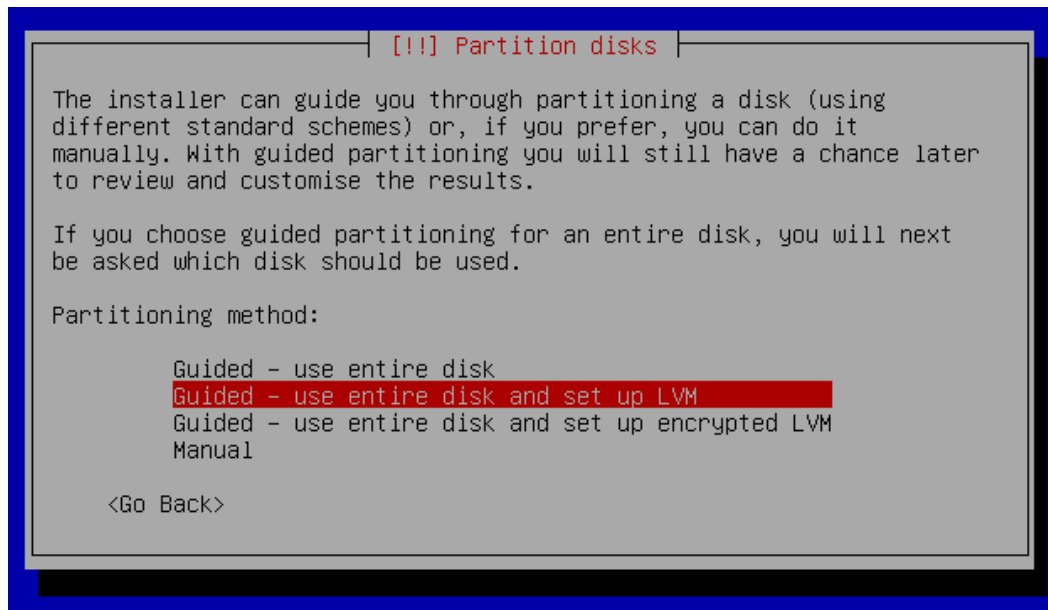 [!!] Partition disks
The installer can guide you through partitioning a disk (using
different standard schemes) or, if you prefer, you can do it
manually. With guided partitioning you will still have a chance later
to review and customise the results.
If you choose guided partitioning for an entire disk, you will next
be asked which disk should be used.
Partitioning method:
Guided – use entire disk
Guided – use entire disk and set up LVM
Guided – use entire disk and set up encrypted LVM
Manual
<Go Back>